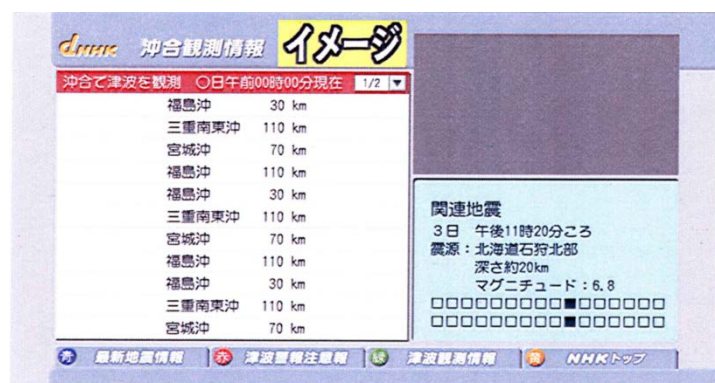 dNHK 沖合観測情報 イメージ
沖合で津波を観測 〇日午前00時00分現在 1/2 ▼
福島沖 30 km
三重南東沖 110 km
宮城沖 70 km
福島沖 110 km
福島沖 30 km
三重南東沖 110 km
宮城沖 70 km
福島沖 110 km
福島沖 30 km
三重南東沖 110 km
宮城沖 70 km
関連地震
3日 午後11時20分ごろ
震源:北海道石狩北部
深さ約20km
マグニチュード:6.8
□□□□□□□□□■□□□□□□
□□□□□□□□□■□□□□□□
青 最新地震情報 赤 津波警報注意報 緑 津波観測情報 黄 NHKトップ